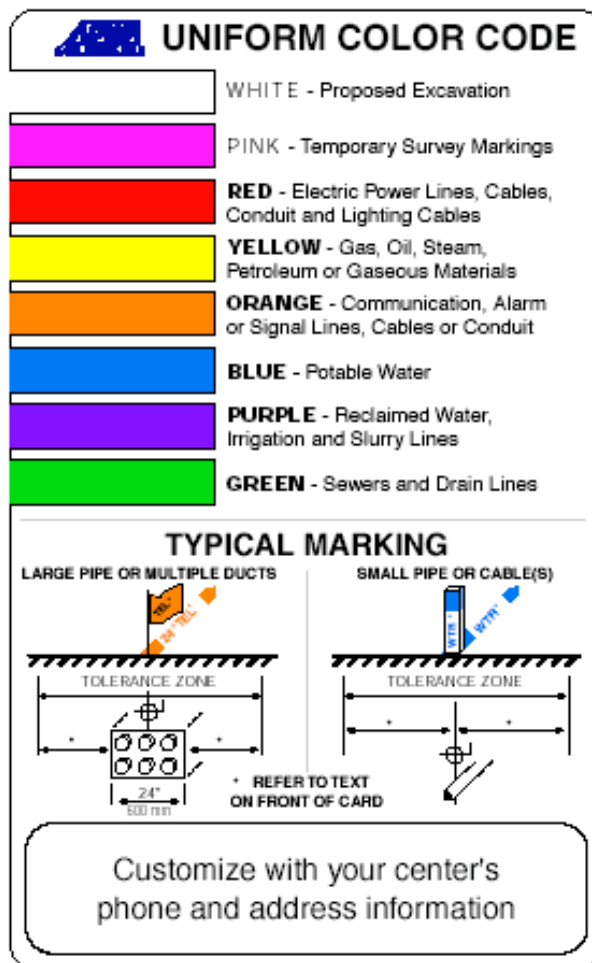 UNIFORM COLOR CODE
WHITE - Proposed Excavation
PINK - Temporary Survey Markings
RED - Electric Power Lines, Cables,
Conduit and Lighting Cables
YELLOW - Gas, Oil, Steam,
Petroleum or Gaseous Materials
ORANGE - Communication, Alarm
or Signal Lines, Cables or Conduit
BLUE - Potable Water
PURPLE - Reclaimed Water,
Irrigation and Slurry Lines
GREEN - Sewers and Drain Lines
TYPICAL MARKING
LARGE PIPE OR MULTIPLE DUCTS
TEL"
24"TEL"
TOLERANCE ZONE
* *
24"
600 mm
SMALL PIPE OR CABLE(S)
WTR"
WTR"
TOLERANCE ZONE
* *
* REFER TO TEXT
ON FRONT OF CARD
Customize with your center's
phone and address information